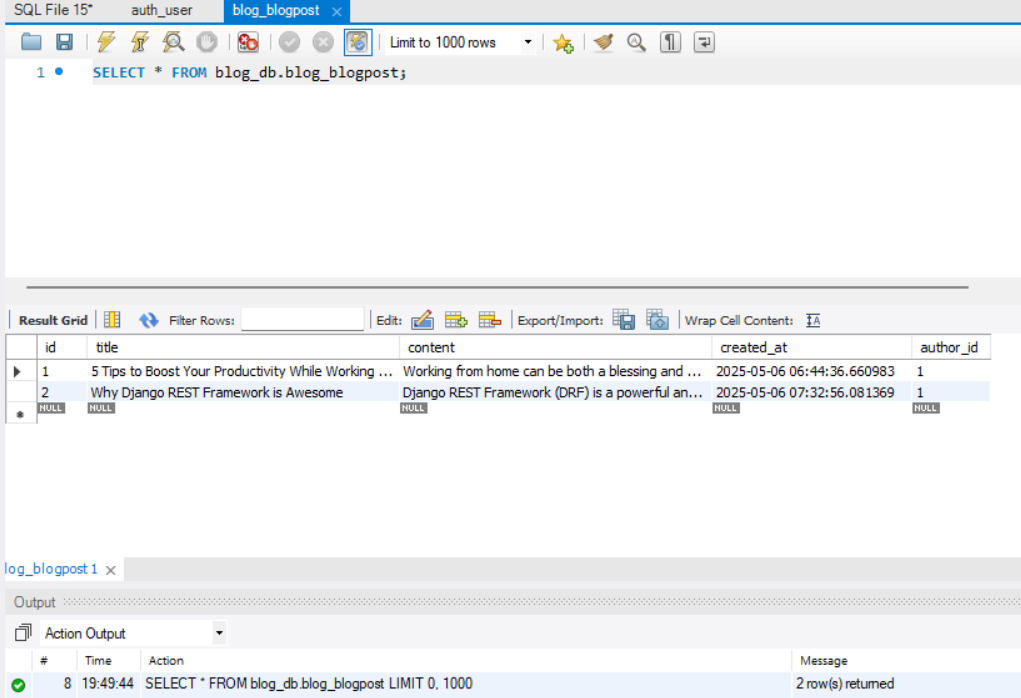 SQL File 15* auth_user blog_blogpost
Limit to 1000 rows
1 SELECT * FROM blog_db.blog_blogpost;
Result Grid Filter Rows: Edit: Export/Import: Wrap Cell Content:
id title content created_at author_id
1 5 Tips to Boost Your Productivity While Working ... Working from home can be both a blessing and ... 2025-05-06 06:44:36.660983 1
2 Why Django REST Framework is Awesome Django REST Framework (DRF) is a powerful an... 2025-05-06 07:32:56.081369 1
NULL NULL NULL NULL NULL
log_blogpost 1
Output
Action Output
# Time Action Message
8 19:49:44 SELECT * FROM blog_db.blog_blogpost LIMIT 0, 1000 2 row(s) returned